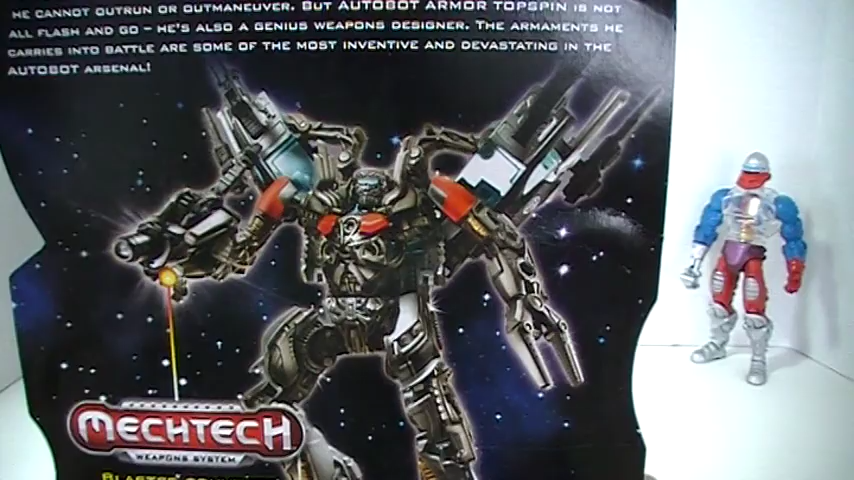 HE CANNOT OUTRUN OR OUTMANEUVER. BUT AUTOBOT ARMOR TOPSPIN IS NOT
ALL FLASH AND GO – HE'S ALSO A GENIUS WEAPONS DESIGNER. THE ARMAMENTS HE
CARRIES INTO BATTLE ARE SOME OF THE MOST INVENTIVE AND DEVASTATING IN THE
AUTOBOT ARSENAL!
MECHTECH
WEAPONS SYSTEM
BLASTER